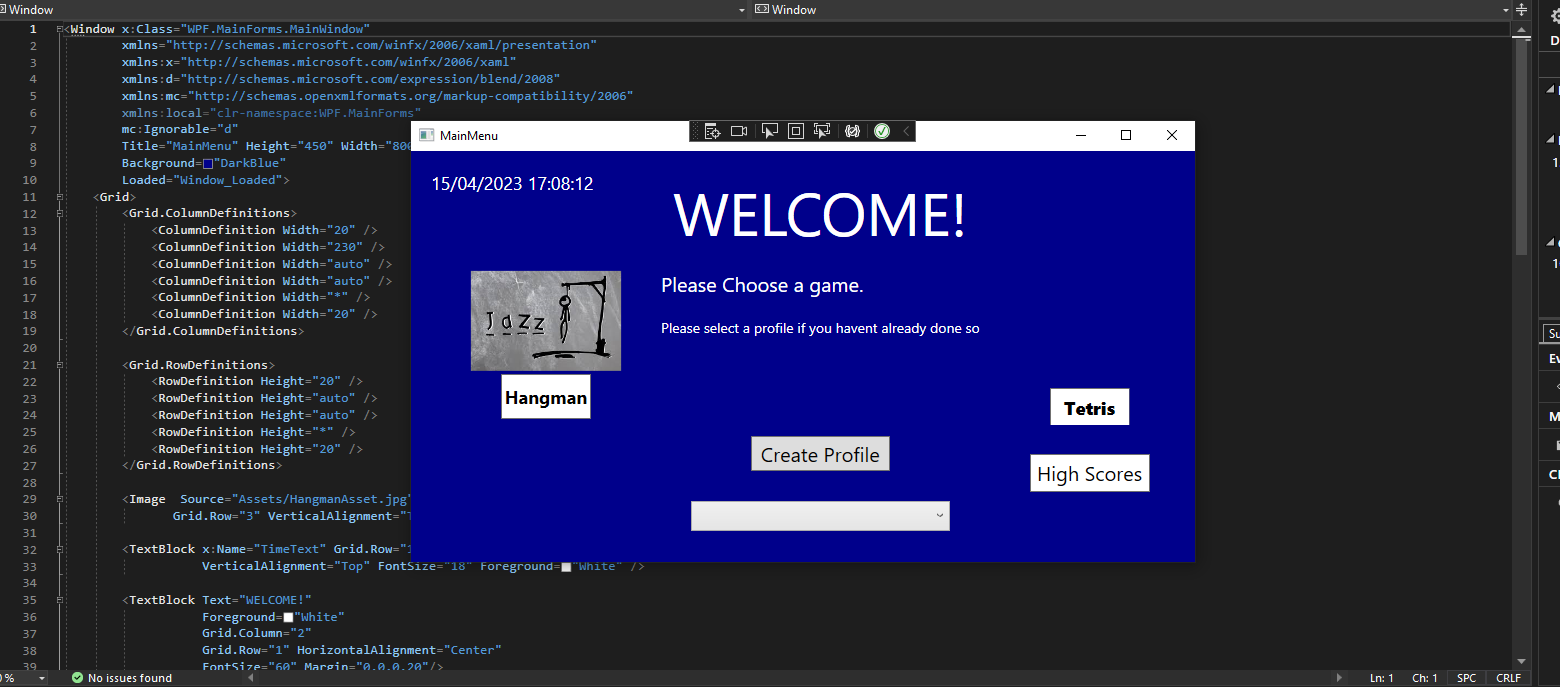 Window
Window
1 <Window x:Class="WPF.MainForms.MainWindow"
2 xmlns="http://schemas.microsoft.com/winfx/2006/xaml/presentation"
3 xmlns:x="http://schemas.microsoft.com/winfx/2006/xaml"
4 xmlns:d="http://schemas.microsoft.com/expression/blend/2008"
5 xmlns:mc="http://schemas.openxmlformats.org/markup-compatibility/2006"
6 xmlns:local="clr-namespace:WPF.MainForms"
7 mc:Ignorable="d"
8 Title="MainMenu" Height="450" Width="800
9 Background="DarkBlue"
10 Loaded="Window_Loaded">
11 <Grid>
12 <Grid.ColumnDefinitions>
13 <ColumnDefinition Width="20" />
14 <ColumnDefinition Width="230" />
15 <ColumnDefinition Width="auto" />
16 <ColumnDefinition Width="auto" />
17 <ColumnDefinition Width="*" />
18 <ColumnDefinition Width="20" />
19 </Grid.ColumnDefinitions>
20
21 <Grid.RowDefinitions>
22 <RowDefinition Height="20" />
23 <RowDefinition Height="auto" />
24 <RowDefinition Height="auto" />
25 <RowDefinition Height="*" />
26 <RowDefinition Height="20" />
27 </Grid.RowDefinitions>
28
29 <Image Source="Assets/HangmanAsset.jpg"
30 Grid.Row="3" VerticalAlignment="
31
32 <TextBlock x:Name="TimeText" Grid.Row="1
33 VerticalAlignment="Top" FontSize="18" Foreground="White" />
34
35 <TextBlock Text="WELCOME!"
36 Foreground="White"
37 Grid.Column="2"
38 Grid.Row="1" HorizontalAlignment="Center"
39 FontSize="60" Margin="0,0,0,20"/>
MainMenu
15/04/2023 17:08:12
WELCOME!
Please Choose a game.
jazz
Please select a profile if you havent already done so
Hangman
Tetris
Create Profile
High Scores
%
No issues found
Ln: 1 Ch: 1 SPC CRLF